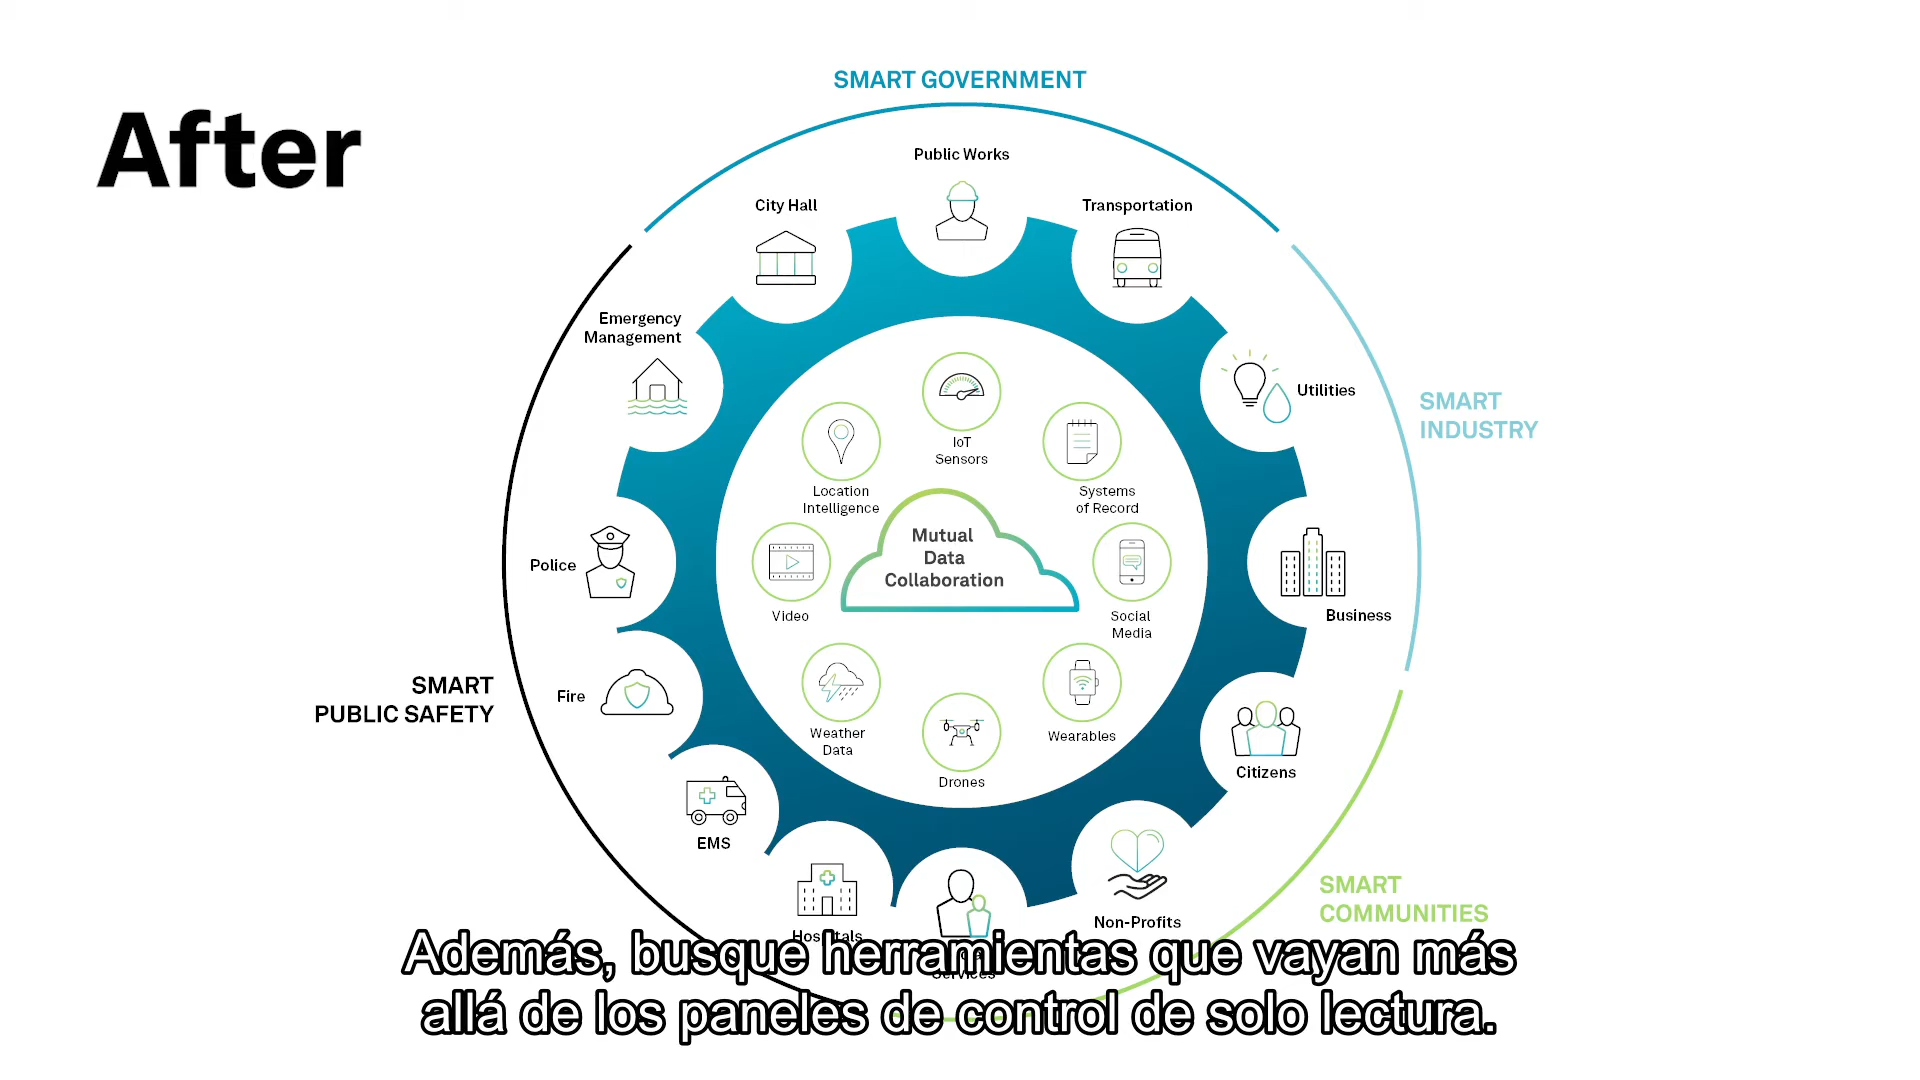 After
SMART GOVERNMENT
Public Works
City Hall
Transportation
Emergency
Management
Utilities
SMART
INDUSTRY
IoT
Sensors
Location
Intelligence
Systems
of Record
Mutual
Data
Collaboration
Police
Video
Social
Media
Business
SMART
PUBLIC SAFETY
Fire
Weather
Data
Wearables
Drones
Citizens
EMS
SMART
COMMUNITIES
Non-Profits
Hospitals
Services
Además, busque herramientas que vayan más
allá de los paneles de control de solo lectura.